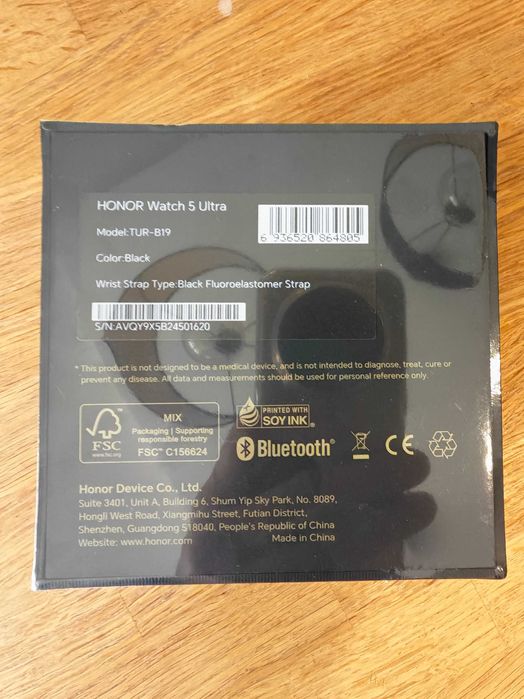 HONOR Watch 5 Ultra
Model:TUR-B19
6 936520 864805
Color:Black
Wrist Strap Type:Black Fluoroelastomer Strap
S/N:AVQY9X5B24501620
* This product is not designed to be a medical device, and is not intended to diagnose, treat, cure or
prevent any disease. All data and measurements should be used for personal reference only.
FSC
www.fsc.org
MIX
Packaging | Supporting
responsible forestry
FSC™ C156624
PRINTED WITH
SOY INK
Bluetooth®
CE
Honor Device Co., Ltd.
Suite 3401, Unit A, Building 6, Shum Yip Sky Park, No. 8089,
Hongli West Road, Xiangmihu Street, Futian District,
Shenzhen, Guangdong 518040, People's Republic of China
Website: www.honor.com
Made in China